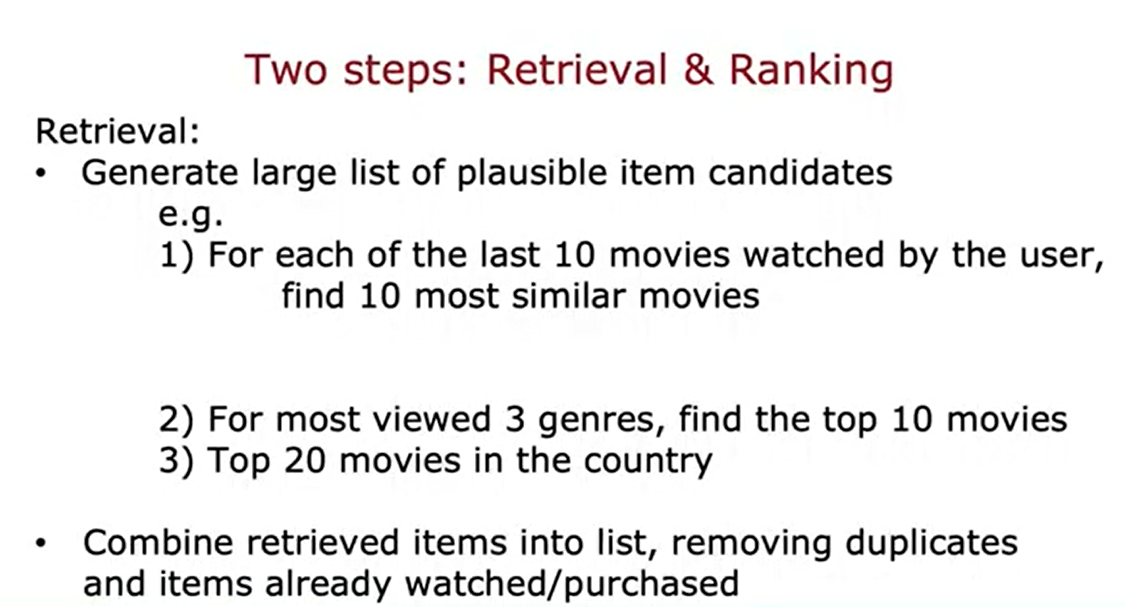 Two steps: Retrieval & Ranking
Retrieval:
• Generate large list of plausible item candidates
e.g.
1) For each of the last 10 movies watched by the user,
find 10 most similar movies
2) For most viewed 3 genres, find the top 10 movies
3) Top 20 movies in the country
• Combine retrieved items into list, removing duplicates
and items already watched/purchased